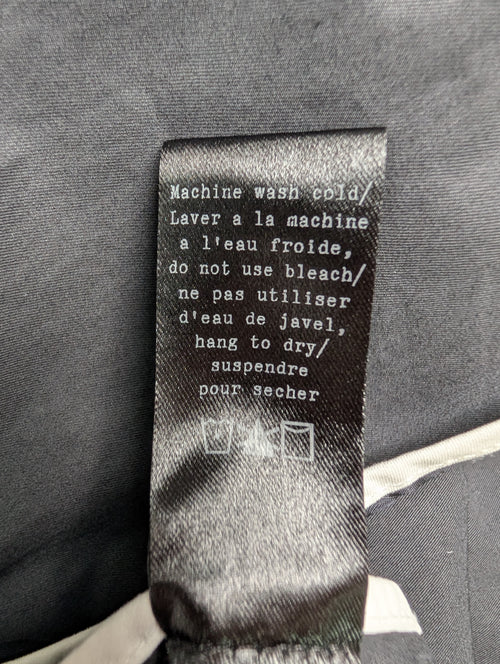 Machine wash cold/
Laver a la machine
a l'eau froide,
do not use bleach/
ne pas utiliser
d'eau de javel,
hang to dry/
suspendre
pour secher